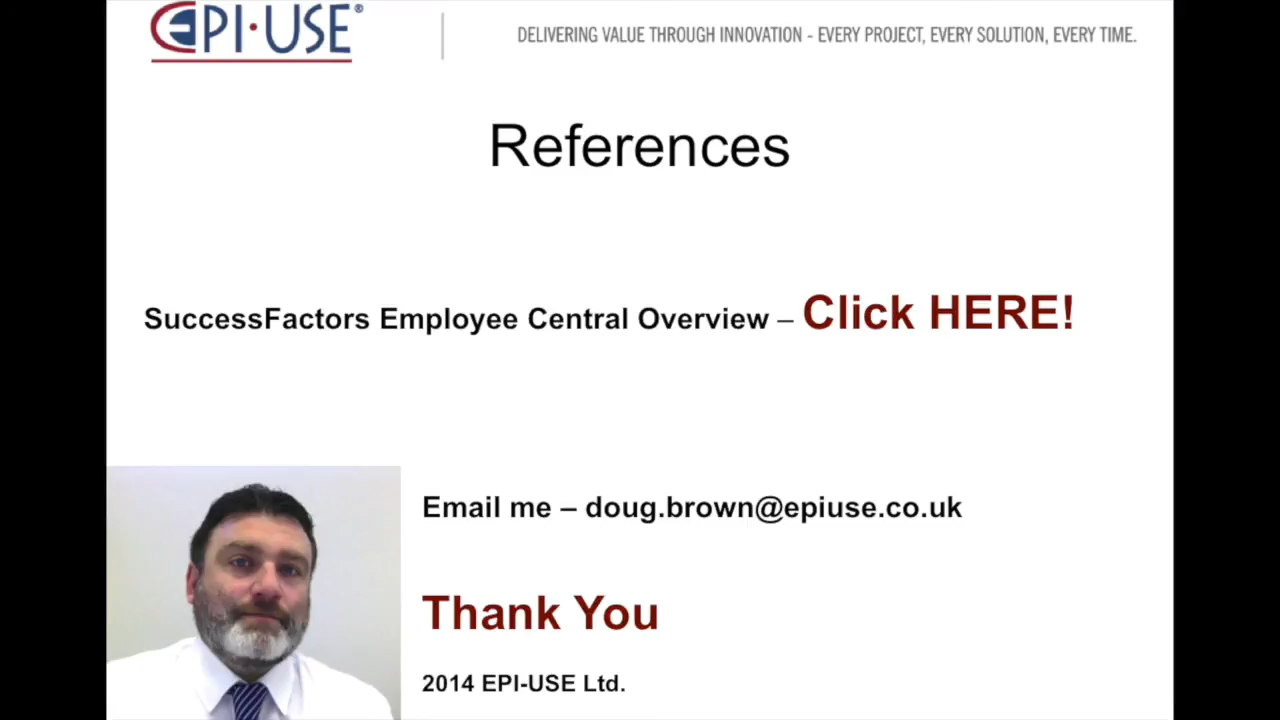 EPI·USE®
DELIVERING VALUE THROUGH INNOVATION - EVERY PROJECT, EVERY SOLUTION, EVERY TIME.
References
SuccessFactors Employee Central Overview – Click HERE!
Email me – doug.brown@epiuse.co.uk
Thank You
2014 EPI-USE Ltd.